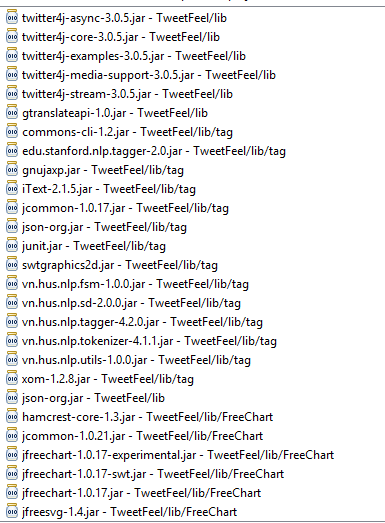 twitter4j-async-3.0.5.jar - TweetFeel/lib
twitter4j-core-3.0.5.jar - TweetFeel/lib
twitter4j-examples-3.0.5.jar - TweetFeel/lib
twitter4j-media-support-3.0.5.jar - TweetFeel/lib
twitter4j-stream-3.0.5.jar - TweetFeel/lib
gtranslateapi-1.0.jar - TweetFeel/lib
commons-cli-1.2.jar - TweetFeel/lib/tag
edu.stanford.nlp.tagger-2.0.jar - TweetFeel/lib/tag
gnujaxp.jar - TweetFeel/lib/tag
iText-2.1.5.jar - TweetFeel/lib/tag
jcommon-1.0.17.jar - TweetFeel/lib/tag
json-org.jar - TweetFeel/lib/tag
junit.jar - TweetFeel/lib/tag
swtgraphics2d.jar - TweetFeel/lib/tag
vn.hus.nlp.fsm-1.0.0.jar - TweetFeel/lib/tag
vn.hus.nlp.sd-2.0.0.jar - TweetFeel/lib/tag
vn.hus.nlp.tagger-4.2.0.jar - TweetFeel/lib/tag
vn.hus.nlp.tokenizer-4.1.1.jar - TweetFeel/lib/tag
vn.hus.nlp.utils-1.0.0.jar - TweetFeel/lib/tag
xom-1.2.8.jar - TweetFeel/lib/tag
json-org.jar - TweetFeel/lib
hamcrest-core-1.3.jar - TweetFeel/lib/FreeChart
jcommon-1.0.21.jar - TweetFeel/lib/FreeChart
jfreechart-1.0.17-experimental.jar - TweetFeel/lib/FreeChart
jfreechart-1.0.17-swt.jar - TweetFeel/lib/FreeChart
jfreechart-1.0.17.jar - TweetFeel/lib/FreeChart
jfreesvg-1.4.jar - TweetFeel/lib/FreeChart